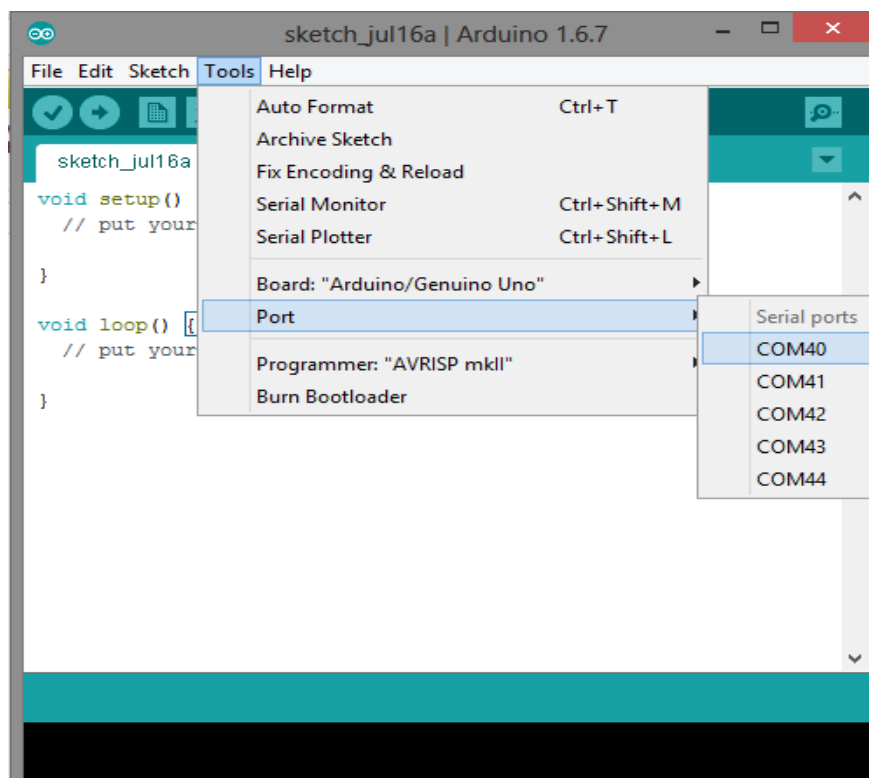 sketch_jul16a | Arduino 1.6.7
File Edit Sketch Tools Help
sketch_jul16a
Auto Format Ctrl+T
Archive Sketch
Fix Encoding & Reload
Serial Monitor Ctrl+Shift+M
Serial Plotter Ctrl+Shift+L
Board: "Arduino/Genuino Uno"
Port
Programmer: "AVRISP mkII"
Burn Bootloader
Serial ports
COM40
COM41
COM42
COM43
COM44
void setup()
// put your
}
void loop() {
// put your
}